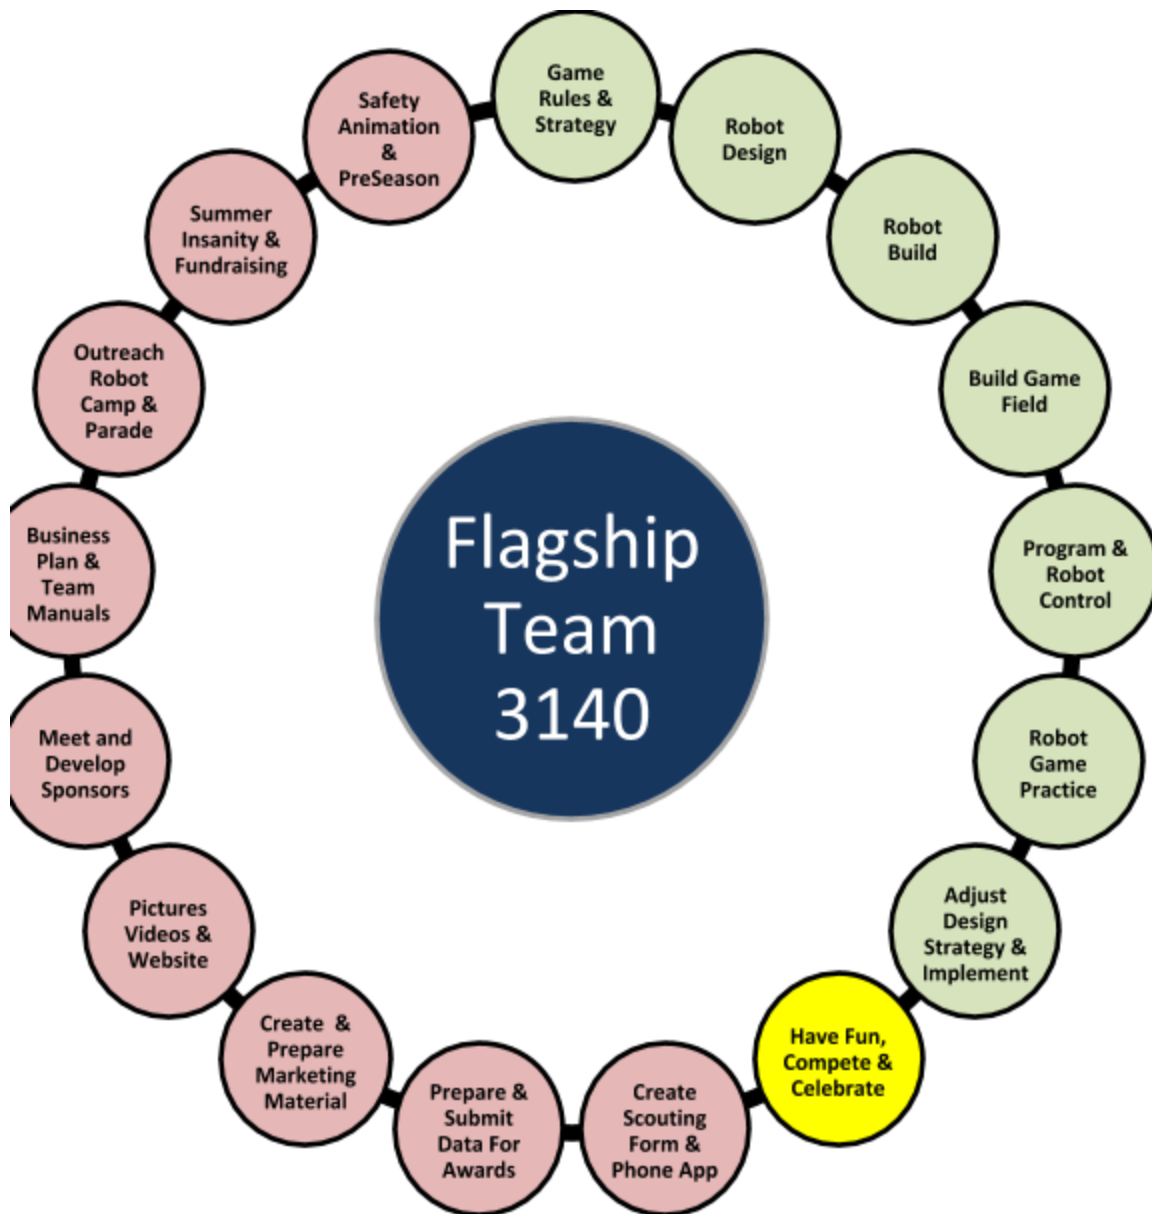 Game
Rules &
Strategy
Robot
Design
Robot
Build
Build Game
Field
Program &
Robot
Control
Robot
Game
Practice
Adjust
Design
Strategy &
Implement
Have Fun,
Compete &
Celebrate
Create
Scouting
Form &
Phone App
Prepare &
Submit
Data For
Awards
Create &
Prepare
Marketing
Material
Pictures
Videos &
Website
Meet and
Develop
Sponsors
Business
Plan &
Team
Manuals
Outreach
Robot
Camp &
Parade
Summer
Insanity &
Fundraising
Safety
Animation
&
PreSeason
Flagship
Team
3140